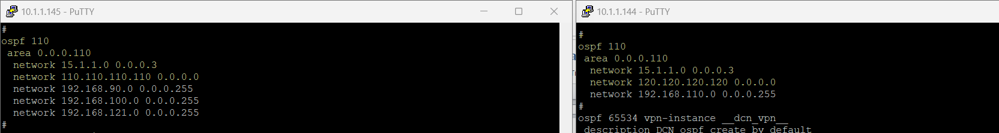 10.1.1.145 - PuTTY
#
ospf 110
area 0.0.0.110
network 15.1.1.0 0.0.0.3
network 110.110.110.110 0.0.0.0
network 192.168.90.0 0.0.0.255
network 192.168.100.0 0.0.0.255
network 192.168.121.0 0.0.0.255
#
10.1.1.144 - PuTTY
#
ospf 110
area 0.0.0.110
network 15.1.1.0 0.0.0.3
network 120.120.120.120 0.0.0.0
network 192.168.110.0 0.0.0.255
#
ospf 65534 vpn-instance __dcn_vpn__
description DCN ospf create by default